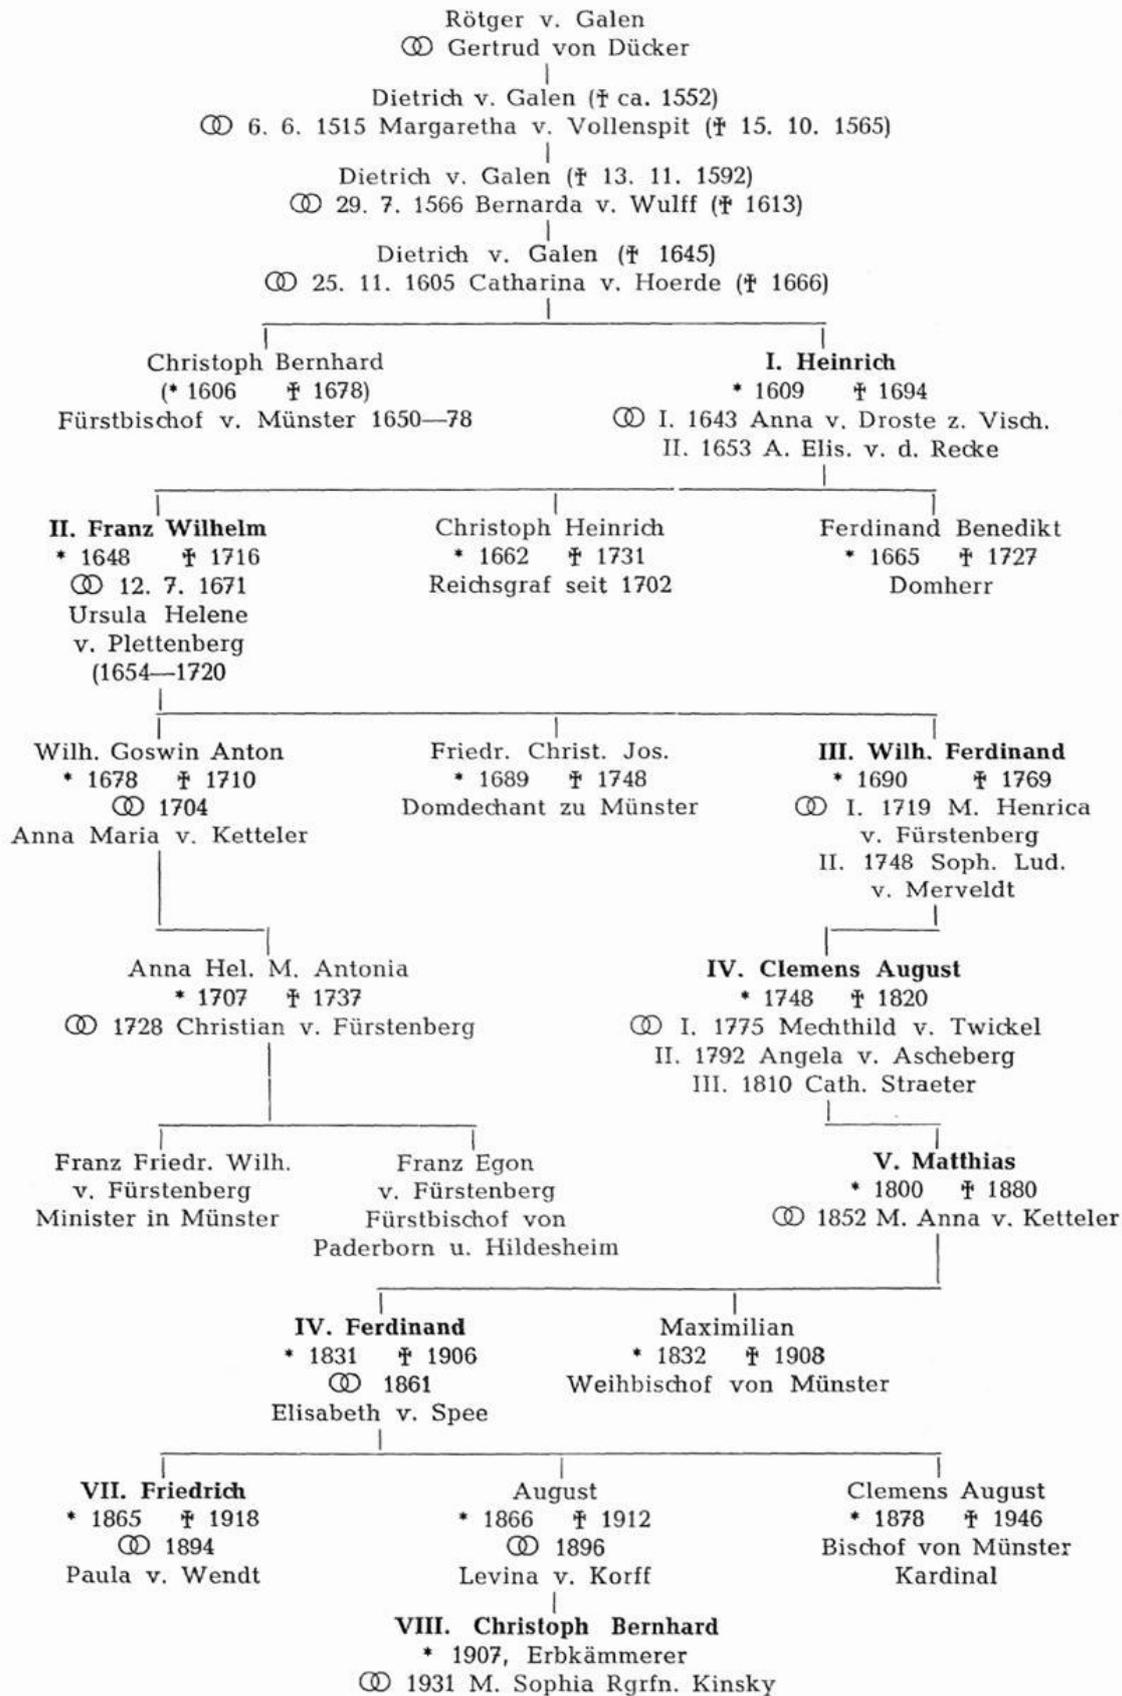 Rötger v. Galen
⚭ Gertrud von Dücker
Dietrich v. Galen († ca. 1552)
⚭ 6. 6. 1515 Margaretha v. Vollenspit († 15. 10. 1565)
Dietrich v. Galen († 13. 11. 1592)
⚭ 29. 7. 1566 Bernarda v. Wulff († 1613)
Dietrich v. Galen († 1645)
⚭ 25. 11. 1605 Catharina v. Hoerde († 1666)
Christoph Bernhard
(* 1606 † 1678)
Fürstbischof v. Münster 1650—78
I. Heinrich
* 1609 † 1694
⚭ I. 1643 Anna v. Droste z. Visch.
II. 1653 A. Elis. v. d. Recke
II. Franz Wilhelm
* 1648 † 1716
⚭ 12. 7. 1671
Ursula Helene
v. Plettenberg
(1654—1720
Christoph Heinrich
* 1662 † 1731
Reichsgraf seit 1702
Ferdinand Benedikt
* 1665 † 1727
Domherr
Wilh. Goswin Anton
* 1678 † 1710
⚭ 1704
Anna Maria v. Ketteler
Friedr. Christ. Jos.
* 1689 † 1748
Domdechant zu Münster
III. Wilh. Ferdinand
* 1690 † 1769
⚭ I. 1719 M. Henrica
v. Fürstenberg
II. 1748 Soph. Lud.
v. Merveldt
Anna Hel. M. Antonia
* 1707 † 1737
⚭ 1728 Christian v. Fürstenberg
IV. Clemens August
* 1748 † 1820
⚭ I. 1775 Mechthild v. Twickel
II. 1792 Angela v. Ascheberg
III. 1810 Cath. Straeter
Franz Friedr. Wilh.
v. Fürstenberg
Minister in Münster
Franz Egon
v. Fürstenberg
Fürstbischof von
Paderborn u. Hildesheim
V. Matthias
* 1800 † 1880
⚭ 1852 M. Anna v. Ketteler
IV. Ferdinand
* 1831 † 1906
⚭ 1861
Elisabeth v. Spee
Maximilian
* 1832 † 1908
Weihbischof von Münster
VII. Friedrich
* 1865 † 1918
⚭ 1894
Paula v. Wendt
August
* 1866 † 1912
⚭ 1896
Levina v. Korff
Clemens August
* 1878 † 1946
Bischof von Münster
Kardinal
VIII. Christoph Bernhard
* 1907, Erbkämmerer
⚭ 1931 M. Sophia Rgrfn. Kinsky